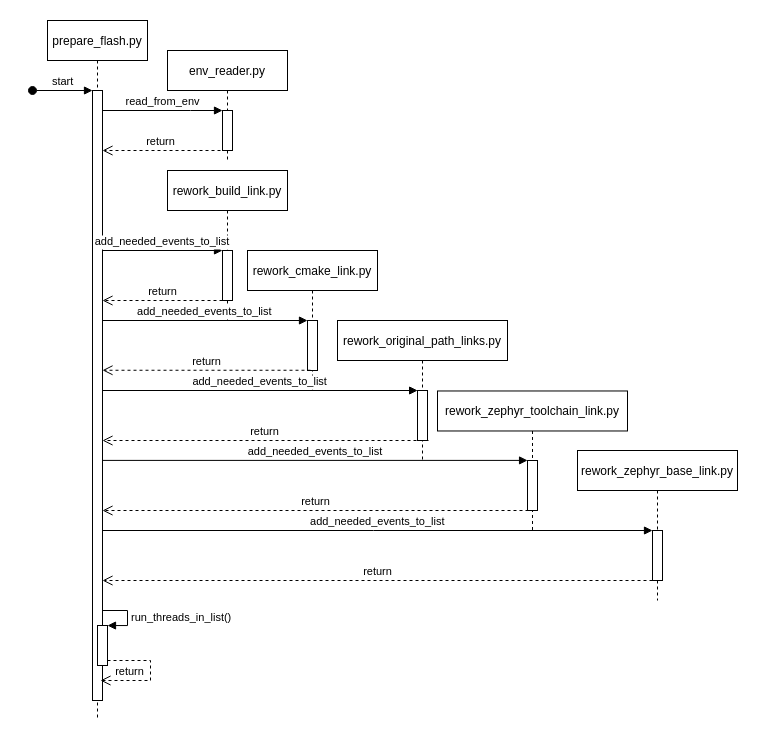 prepare_flash.py
env_reader.py
start
read_from_env
return
rework_build_link.py
add_needed_events_to_list
rework_cmake_link.py
return
add_needed_events_to_list
rework_original_path_links.py
return
add_needed_events_to_list
rework_zephyr_toolchain_link.py
return
add_needed_events_to_list
rework_zephyr_base_link.py
return
add_needed_events_to_list
return
run_threads_in_list()
return